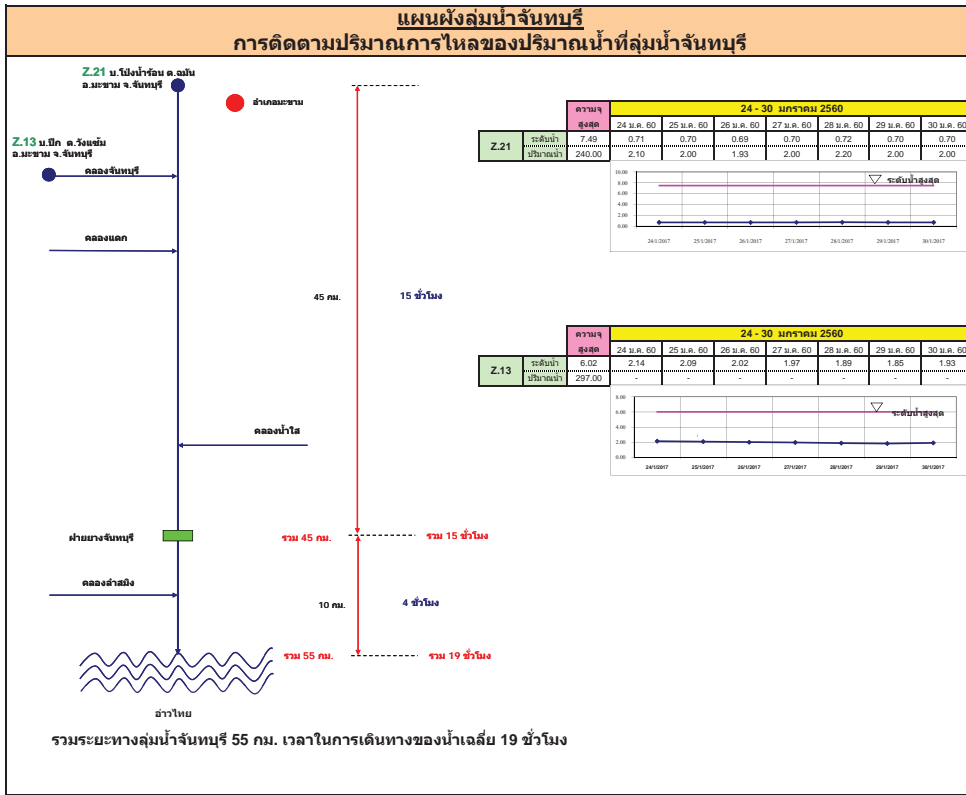 แผนผังลุ่มน้ำจันทบุรี
การติดตามปริมาณการไหลของปริมาณน้ำที่ลุ่มน้ำจันทบุรี
Z.21 บ.โป่งน้ำร้อน ต.ฉมัน
อ.มะขาม จ.จันทบุรี
อำเภอมะขาม
Z.13 บ.ปึก ต.วังแซ้ม
อ.มะขาม จ.จันทบุรี
คลองจันทบุรี
คลองแตก
45 กม. 15 ชั่วโมง
คลองน้ำใส
ฝายยางจันทบุรี รวม 45 กม. รวม 15 ชั่วโมง
คลองลำสมิง
10 กม. 4 ชั่วโมง
รวม 55 กม. รวม 19 ชั่วโมง
อ่าวไทย
รวมระยะทางลุ่มน้ำจันทบุรี 55 กม. เวลาในการเดินทางของน้ำเฉลี่ย 19 ชั่วโมง
ความจุ 24 - 30 มกราคม 2560
สูงสุด 24 ม.ค. 60 25 ม.ค. 60 26 ม.ค. 60 27 ม.ค. 60 28 ม.ค. 60 29 ม.ค. 60 30 ม.ค. 60
Z.21
ระดับน้ำ 7.49 0.71 0.70 0.69 0.70 0.72 0.70 0.70
ปริมาณน้ำ 240.00 2.10 2.00 1.93 2.00 2.20 2.00 2.00
10.00
8.00
6.00
4.00
2.00
0.00
ระดับน้ำสูงสุด
24/1/2017 25/1/2017 26/1/2017 27/1/2017 28/1/2017 29/1/2017 30/1/2017
ความจุ 24 - 30 มกราคม 2560
สูงสุด 24 ม.ค. 60 25 ม.ค. 60 26 ม.ค. 60 27 ม.ค. 60 28 ม.ค. 60 29 ม.ค. 60 30 ม.ค. 60
Z.13
ระดับน้ำ 6.02 2.14 2.09 2.02 1.97 1.89 1.85 1.93
ปริมาณน้ำ 297.00 - - - - - - -
8.00
6.00
4.00
2.00
0.00
ระดับน้ำสูงสุด
24/1/2017 25/1/2017 26/1/2017 27/1/2017 28/1/2017 29/1/2017 30/1/2017